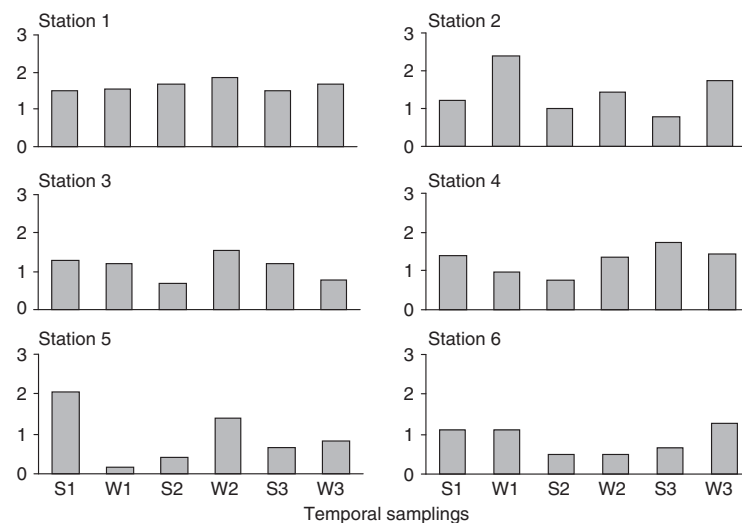 Station 1
3
2
1
0
Station 2
3
2
1
0
Station 3
3
2
1
0
Station 4
3
2
1
0
Station 5
3
2
1
0
S1 W1 S2 W2 S3 W3
Station 6
3
2
1
0
S1 W1 S2 W2 S3 W3
Temporal samplings